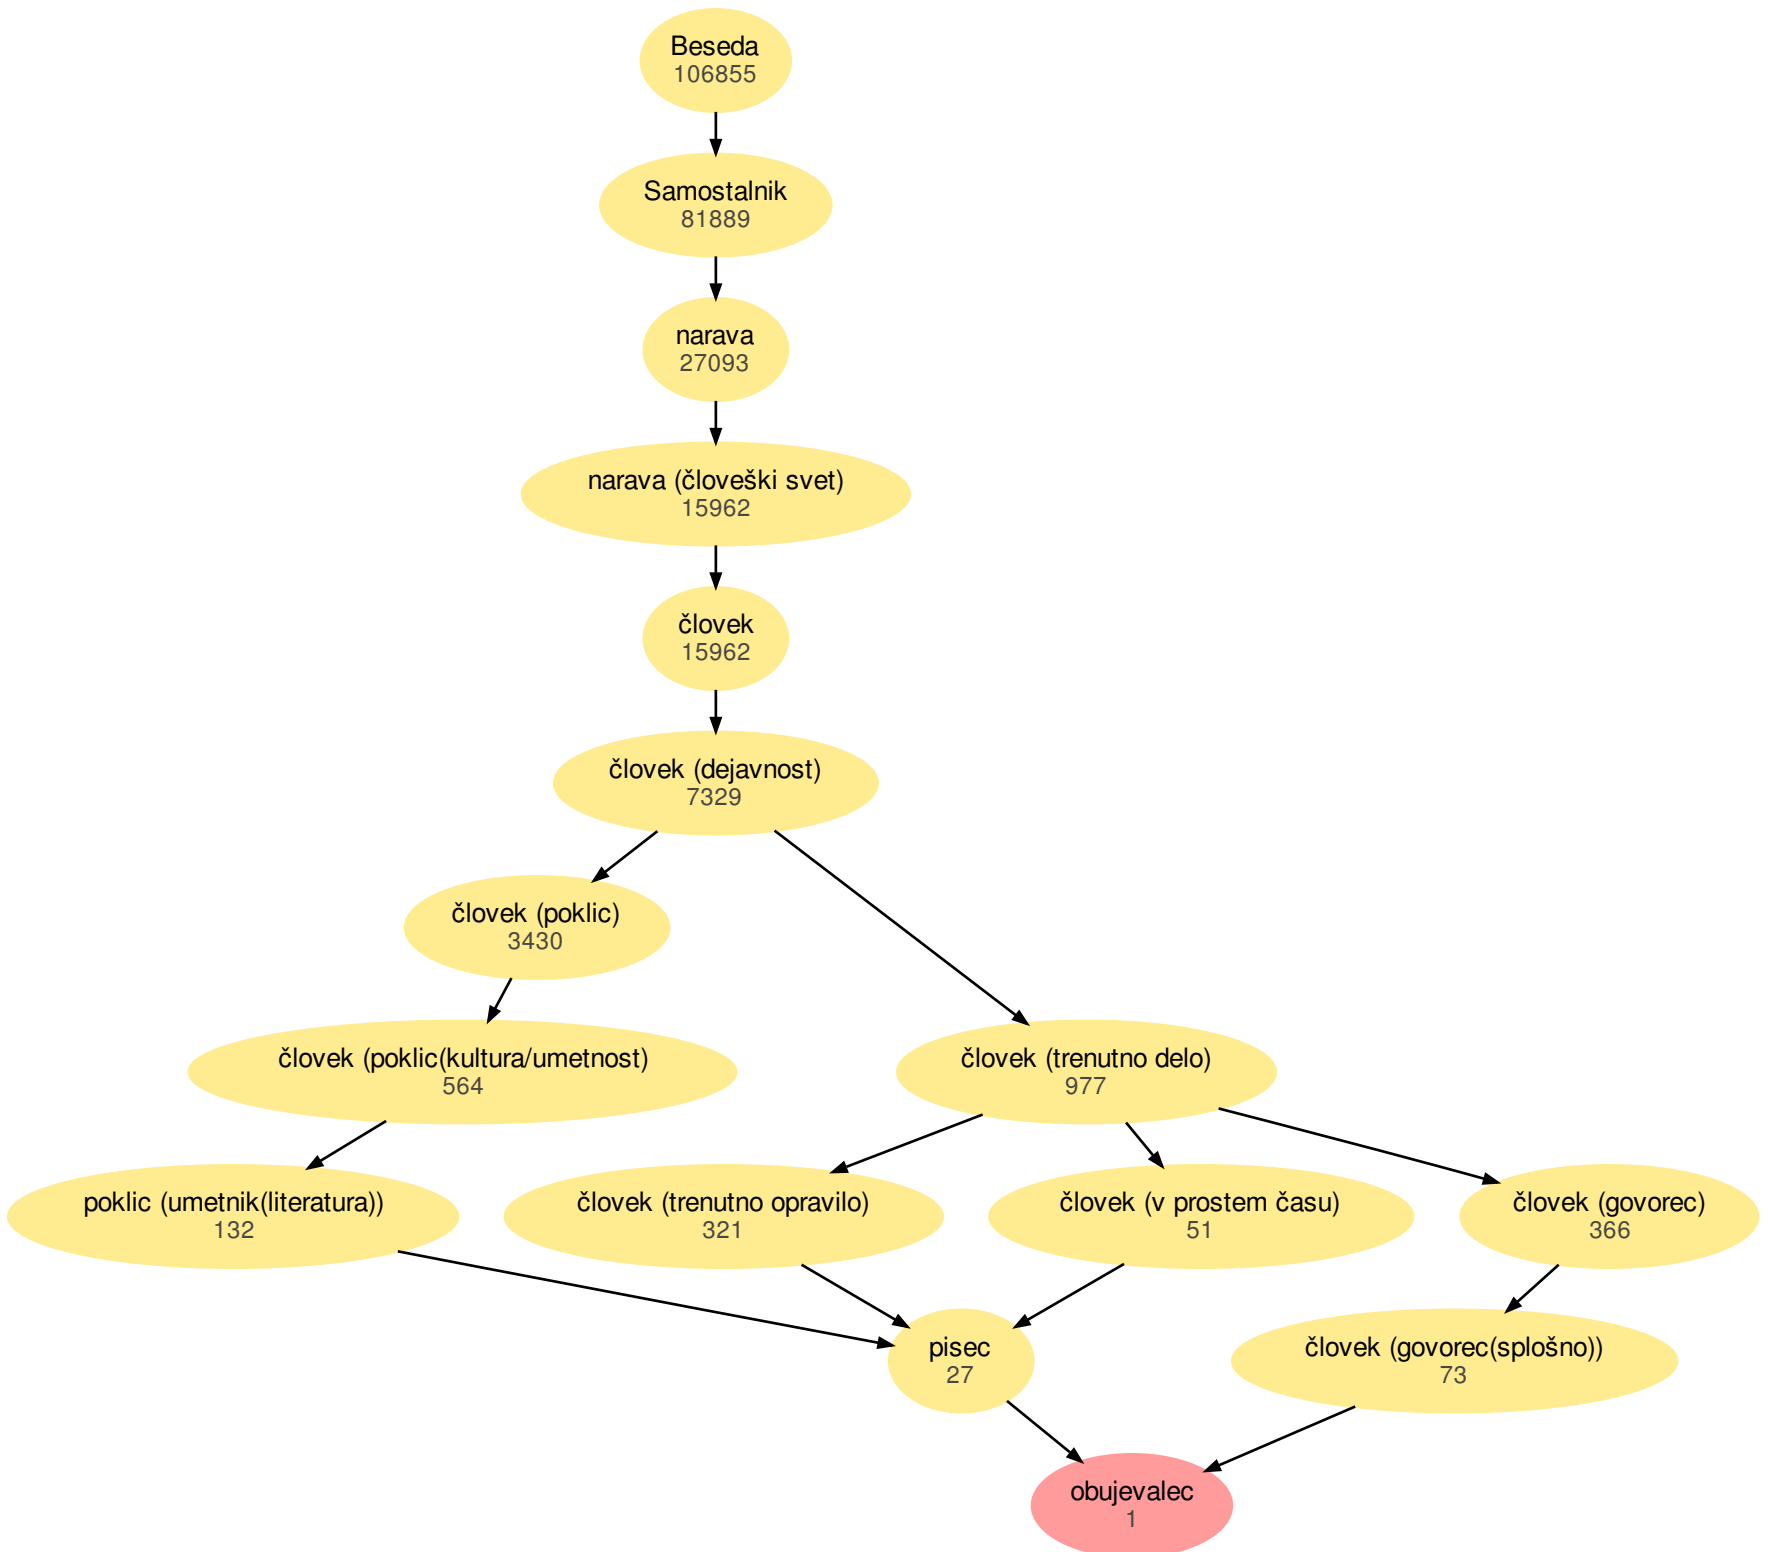 Beseda
106855
Samostalnik
81889
narava
27093
narava (človeški svet)
15962
človek
15962
človek (dejavnost)
7329
človek (poklic)
3430
človek (poklic(kultura/umetnost)
564
človek (trenutno delo)
977
poklic (umetnik(literatura))
132
človek (trenutno opravilo)
321
človek (v prostem času)
51
človek (govorec)
366
pisec
27
človek (govorec(splošno))
73
obujevalec
1